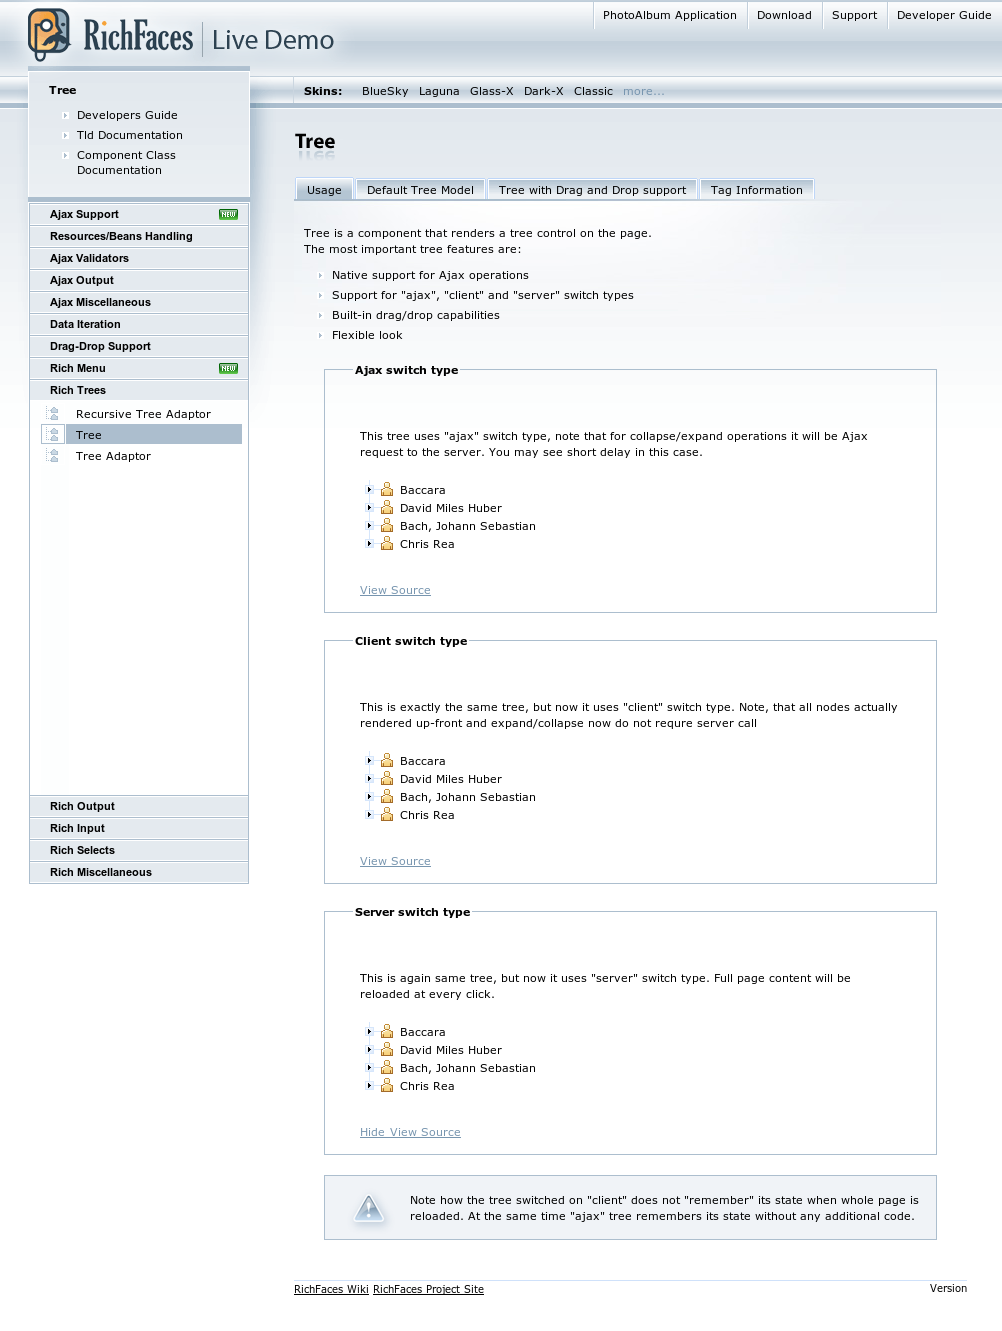 RichFaces Live Demo
PhotoAlbum Application Download Support Developer Guide
Skins: BlueSky Laguna Glass-X Dark-X Classic more...
Tree
Developers Guide
Tld Documentation
Component Class
Documentation
Ajax Support NEW
Resources/Beans Handling
Ajax Validators
Ajax Output
Ajax Miscellaneous
Data Iteration
Drag-Drop Support
Rich Menu NEW
Rich Trees
Recursive Tree Adaptor
Tree
Tree Adaptor
Rich Output
Rich Input
Rich Selects
Rich Miscellaneous
Tree
Usage Default Tree Model Tree with Drag and Drop support Tag Information
Tree is a component that renders a tree control on the page.
The most important tree features are:
Native support for Ajax operations
Support for "ajax", "client" and "server" switch types
Built-in drag/drop capabilities
Flexible look
Ajax switch type
This tree uses "ajax" switch type, note that for collapse/expand operations it will be Ajax
request to the server. You may see short delay in this case.
Baccara
David Miles Huber
Bach, Johann Sebastian
Chris Rea
View Source
Client switch type
This is exactly the same tree, but now it uses "client" switch type. Note, that all nodes actually
rendered up-front and expand/collapse now do not requre server call
Baccara
David Miles Huber
Bach, Johann Sebastian
Chris Rea
View Source
Server switch type
This is again same tree, but now it uses "server" switch type. Full page content will be
reloaded at every click.
Baccara
David Miles Huber
Bach, Johann Sebastian
Chris Rea
Hide View Source
Note how the tree switched on "client" does not "remember" its state when whole page is
reloaded. At the same time "ajax" tree remembers its state without any additional code.
RichFaces Wiki RichFaces Project Site Version